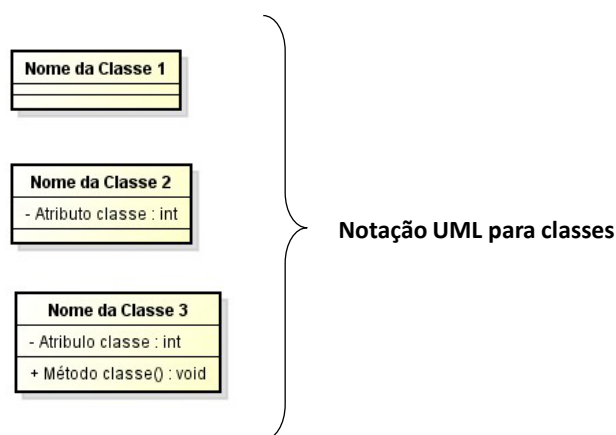 Nome da Classe 1
Nome da Classe 2
- Atributo classe : int
Notação UML para classes
Nome da Classe 3
- Atribulo classe : int
+ Método classe() : void